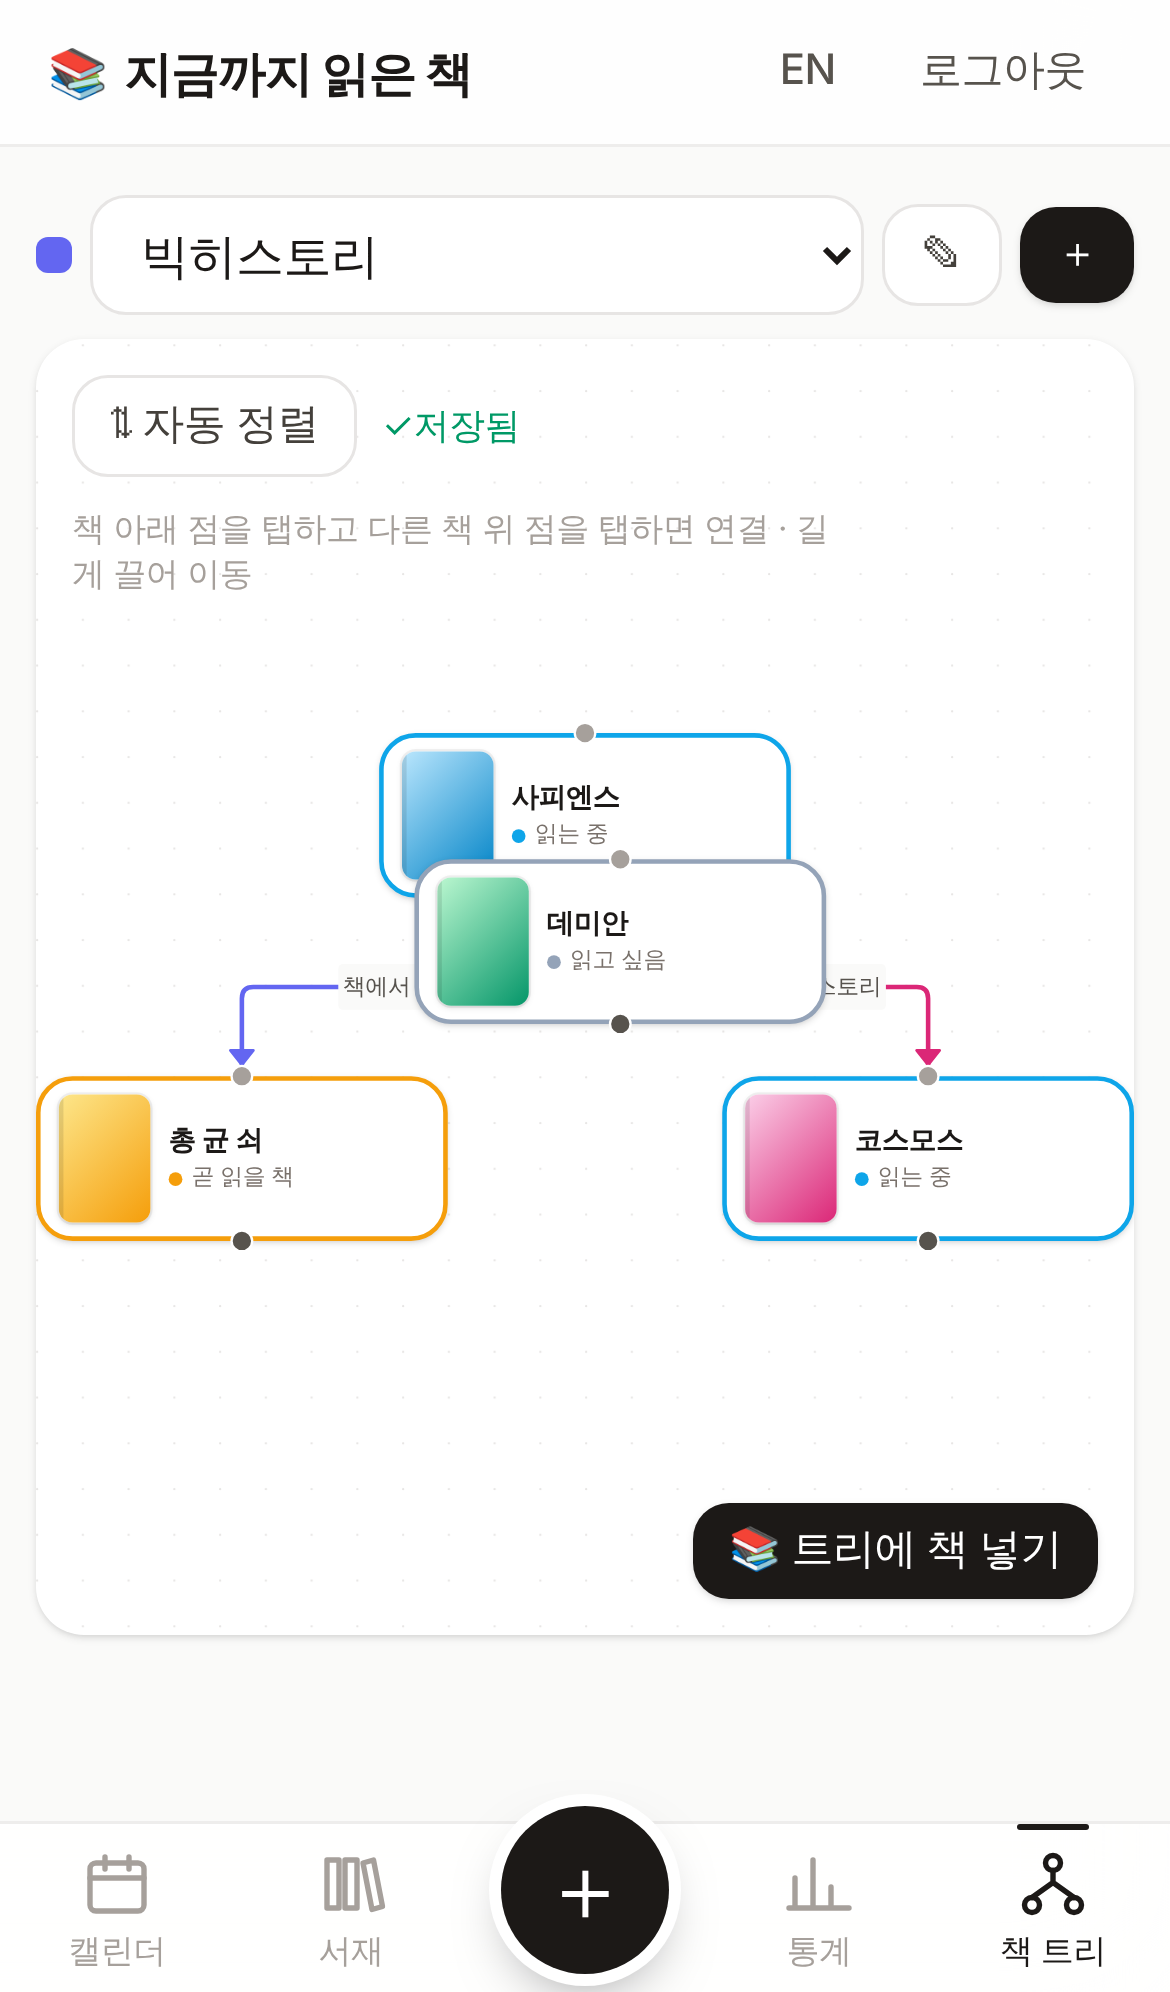 지금까지 읽은 책
EN
로그아웃
빅히스토리
+
자동 정렬
✓저장됨
책 아래 점을 탭하고 다른 책 위 점을 탭하면 연결 · 길
게 끌어 이동
사피엔스
읽는 중
데미안
읽고 싶음
책에서
스토리
총 균 쇠
곧 읽을 책
코스모스
읽는 중
트리에 책 넣기
캘린더
서재
+
통계
책 트리